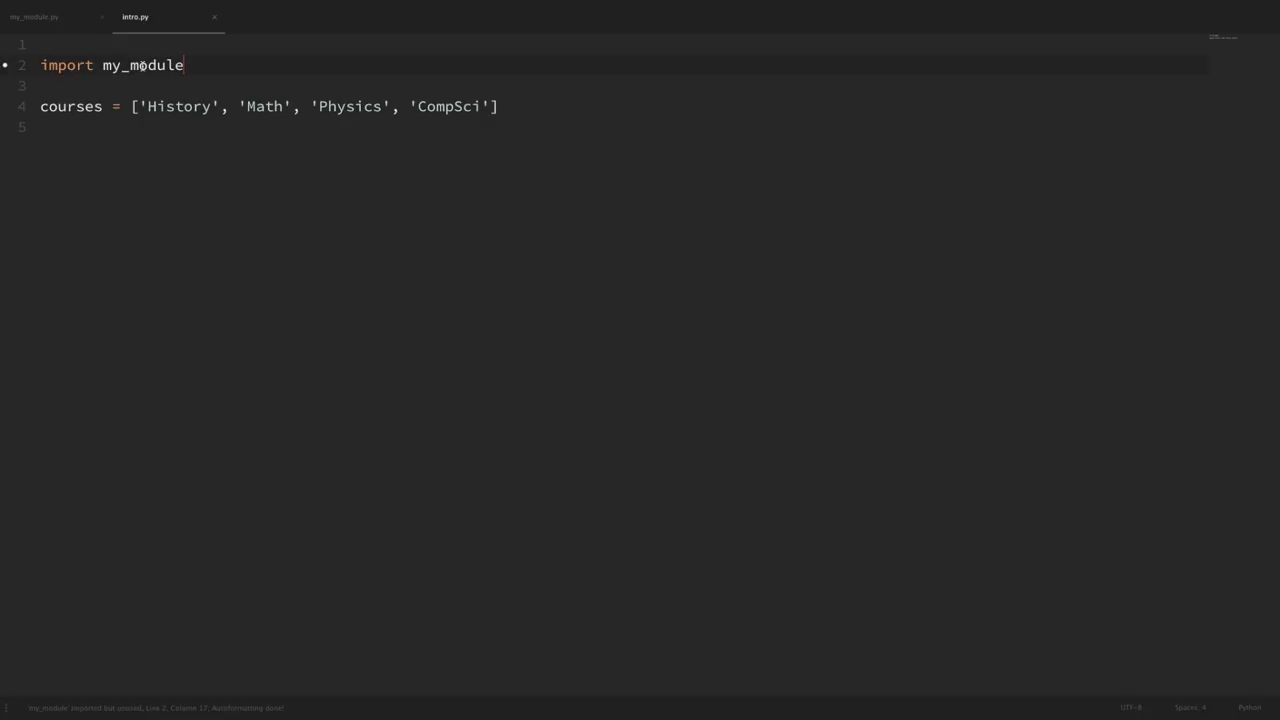 my_module.py × intro.py ×
1
2 import my_module
3
4 courses = ['History', 'Math', 'Physics', 'CompSci']
5
'my_module' imported but unused, Line 2, Column 17; Autoformatting done! UTF-8 Spaces: 4 Python